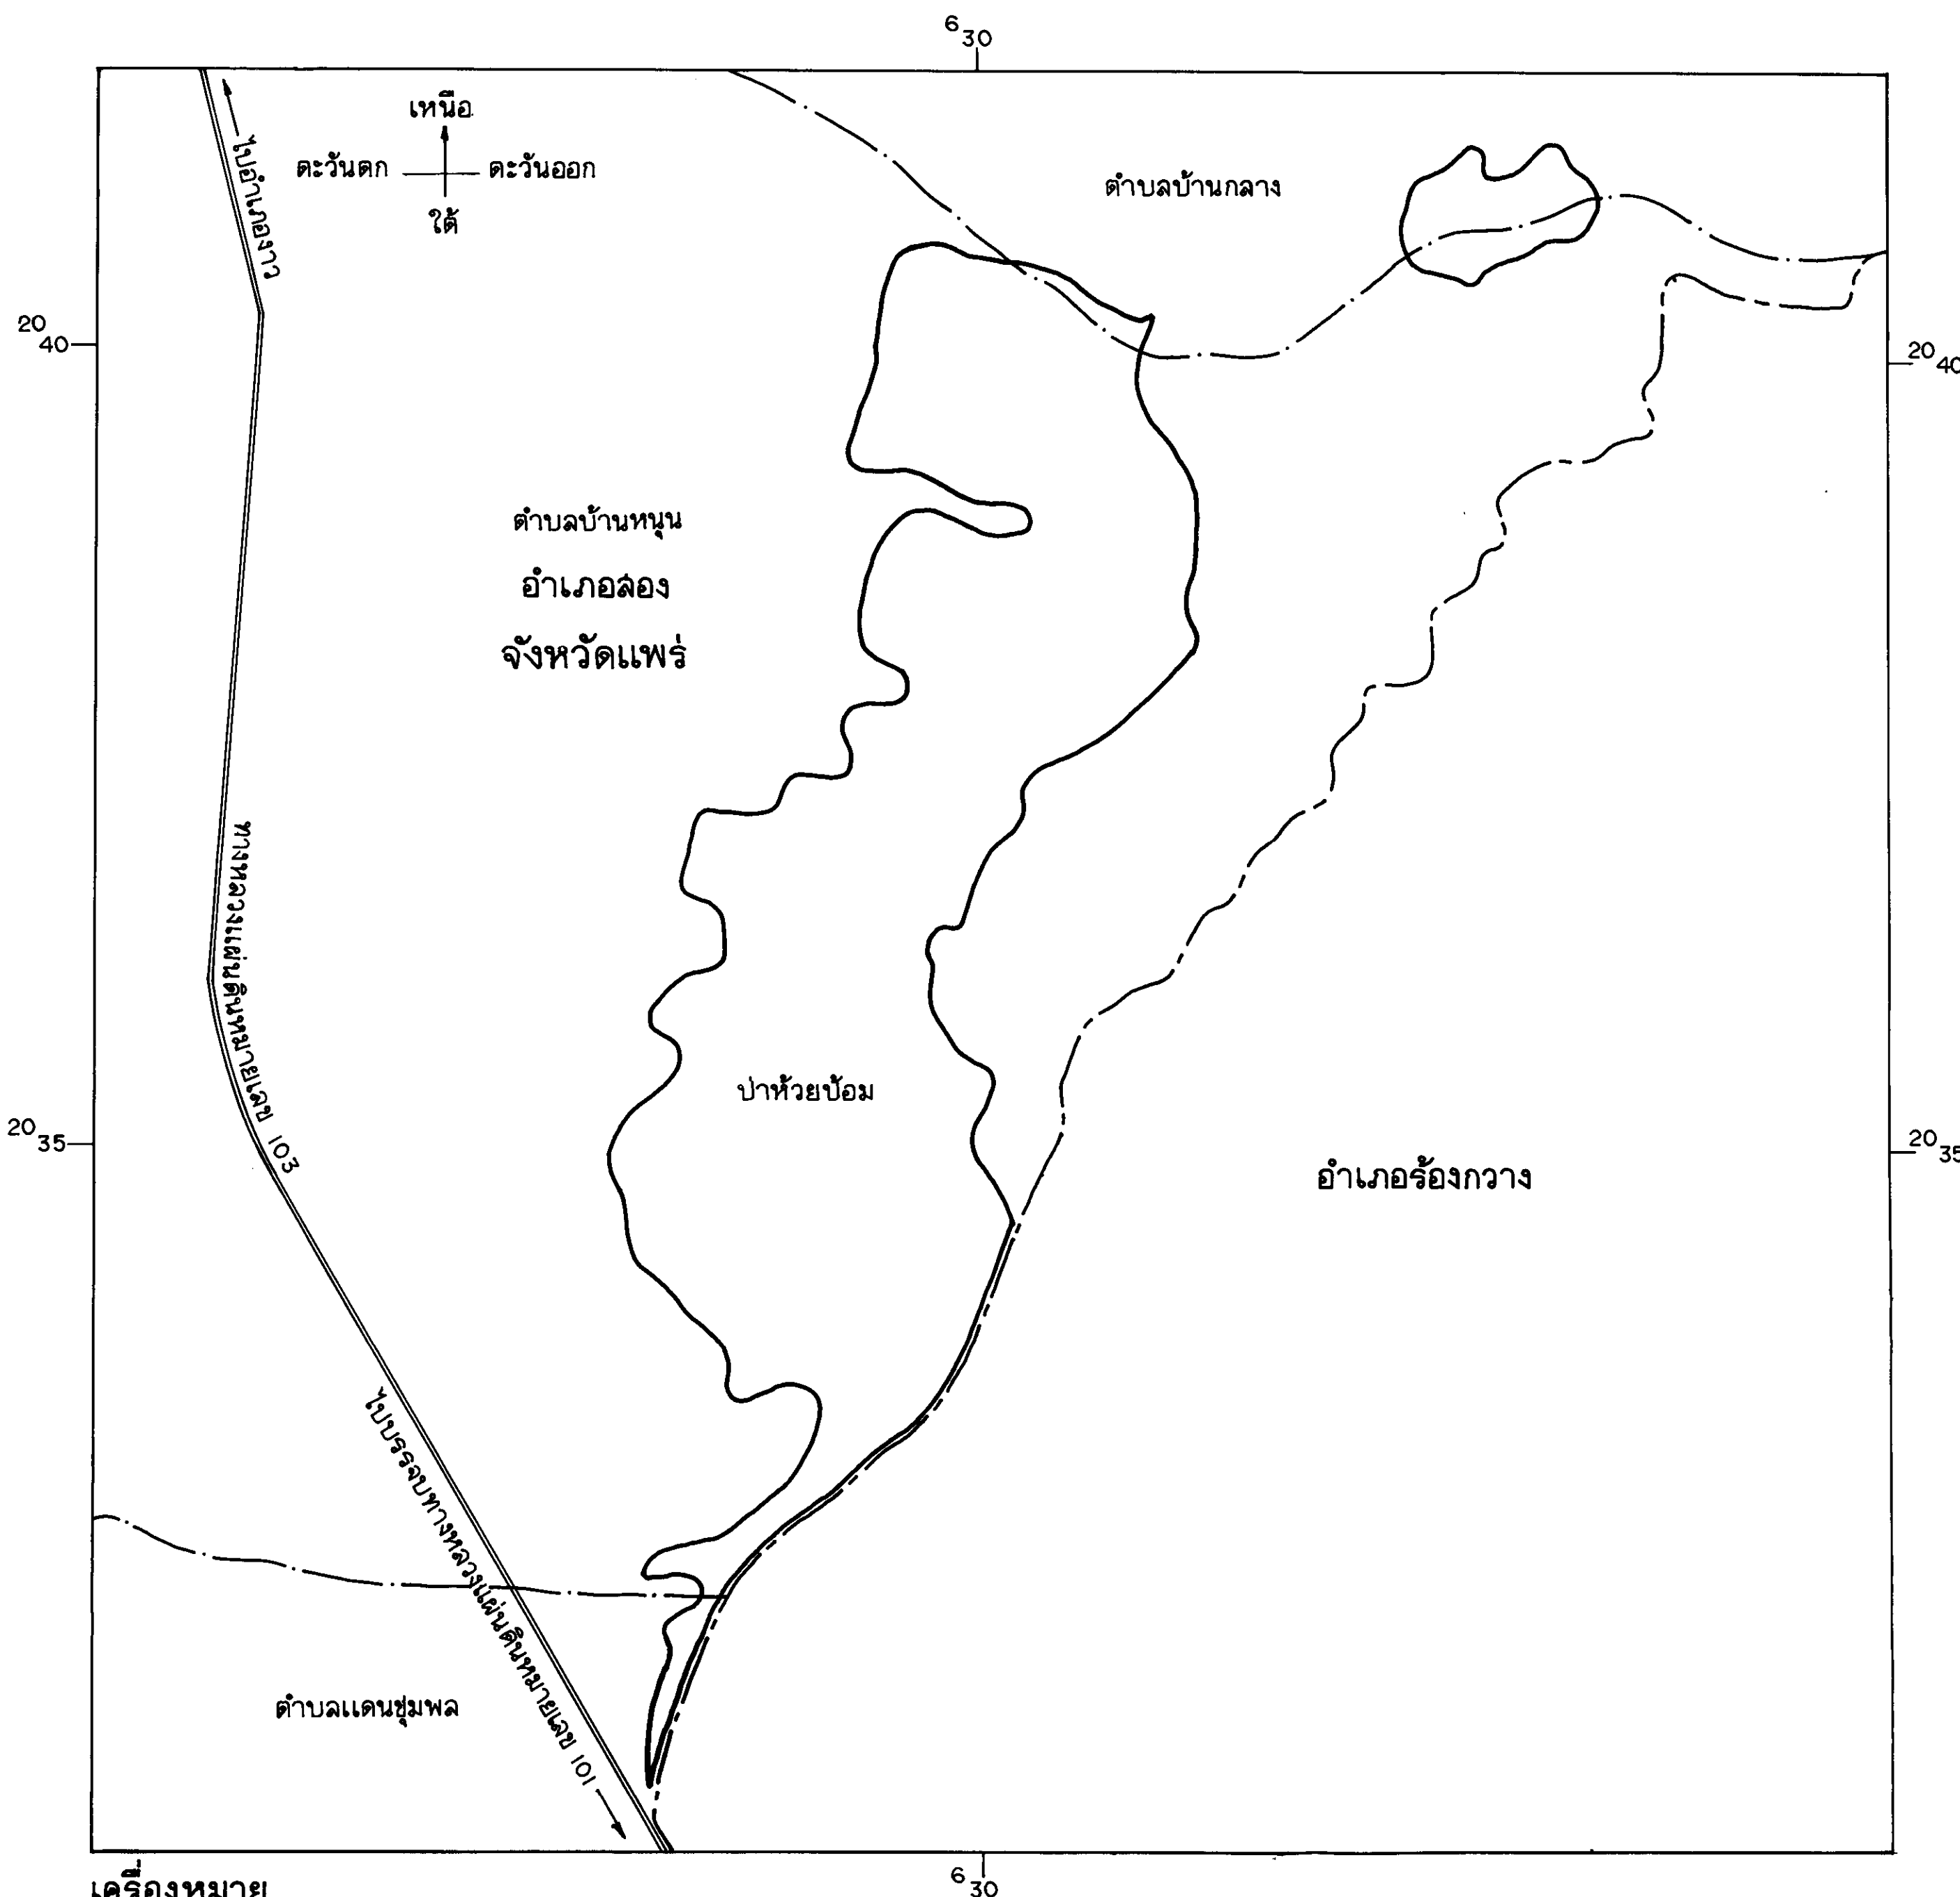 6 30
เหนือ
ตะวันตก ตะวันออก
ใต้
ไปอำเภองาว
ตำบลบ้านกลาง
20 40
20 40
ตำบลบ้านหนุน
อำเภอสอง
จังหวัดแพร่
ทางหลวงแผ่นดินหมายเลข 103
ป่าห้วยป้อม
20 35
20 35
อำเภอร้องกวาง
ไปบรรจบทางหลวงแผ่นดินหมายเลข 101
ตำบลแดนชุมพล
6 30
เครื่องหมาย